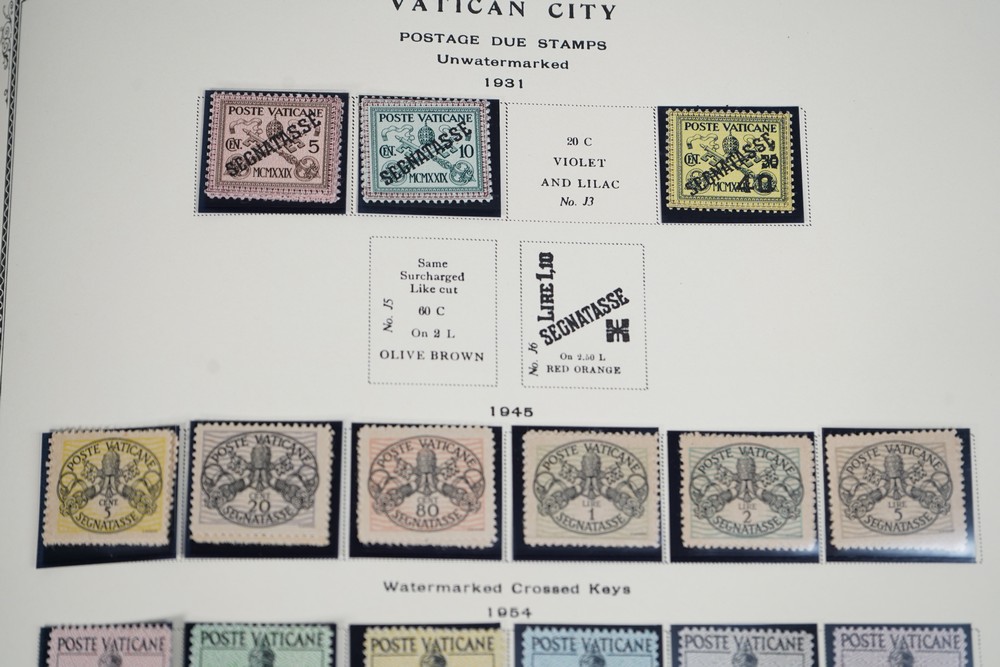 VATICAN CITY
POSTAGE DUE STAMPS
Unwatermarked
1931
POSTE VATICANE
CENT. 5
SEGNATASSE
MCMXXIX
POSTE VATICANE
CENT. 10
SEGNATASSE
MCMXXIX
20 C
VIOLET
AND LILAC
No. J3
POSTE VATICANE
CENT. 30
SEGNATASSE
40
MCMXXIX
Same
Surcharged
Like cut
60 C
On 2 L
OLIVE BROWN
No. J5
LIRE 1,10
SEGNATASSE
No. J6
On 2.50 L
RED ORANGE
1945
POSTE VATICANE
CENT
5
SEGNATASSE
POSTE VATICANE
CENT
20
SEGNATASSE
POSTE VATICANE
CENT
80
SEGNATASSE
POSTE VATICANE
LIRE
1
SEGNATASSE
POSTE VATICANE
LIRE
2
SEGNATASSE
POSTE VATICANE
LIRE
5
SEGNATASSE
Watermarked Crossed Keys
1954
POSTE VATICANE
POSTE VATICANE
POSTE VATICANE
POSTE VATICANE
POSTE VATICANE
POSTE VATICANE